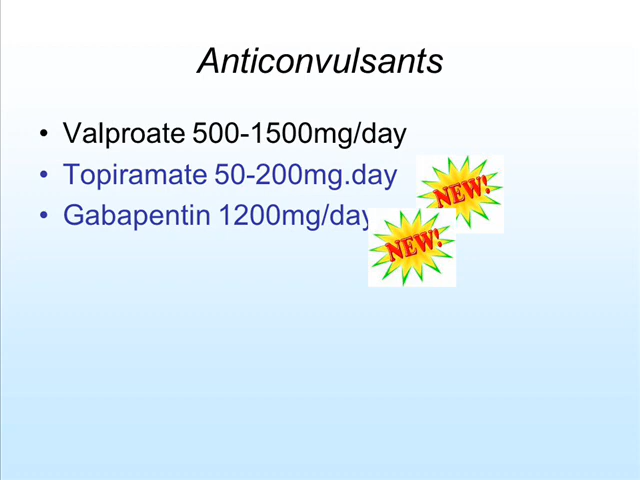 Anticonvulsants
• Valproate 500-1500mg/day
• Topiramate 50-200mg.day
NEW!
• Gabapentin 1200mg/day
NEW!